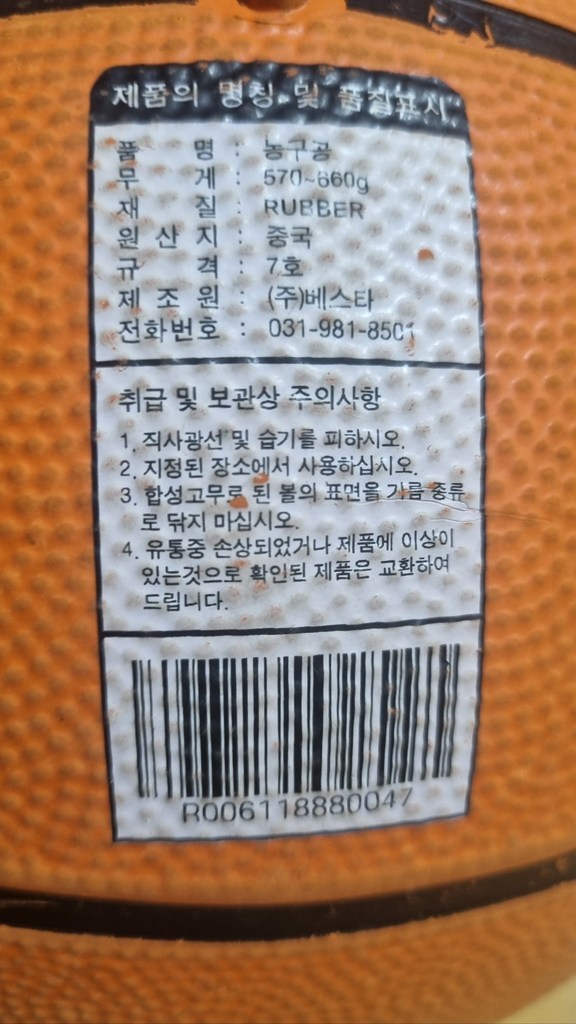 제품의 명칭 및 품질표시
품 명 : 농구공
무 게 : 570~660g
재 질 : RUBBER
원 산 지 : 중국
규 격 : 7호
제 조 원 : (주)베스타
전화번호 : 031-981-8501
취급 및 보관상 주의사항
1. 직사광선 및 습기를 피하시오.
2. 지정된 장소에서 사용하십시오.
3. 합성고무로 된 볼의 표면을 기름 종류
로 닦지 마십시오.
4. 유통중 손상되었거나 제품에 이상이
있는것으로 확인된 제품은 교환하여
드립니다.
R006118880047